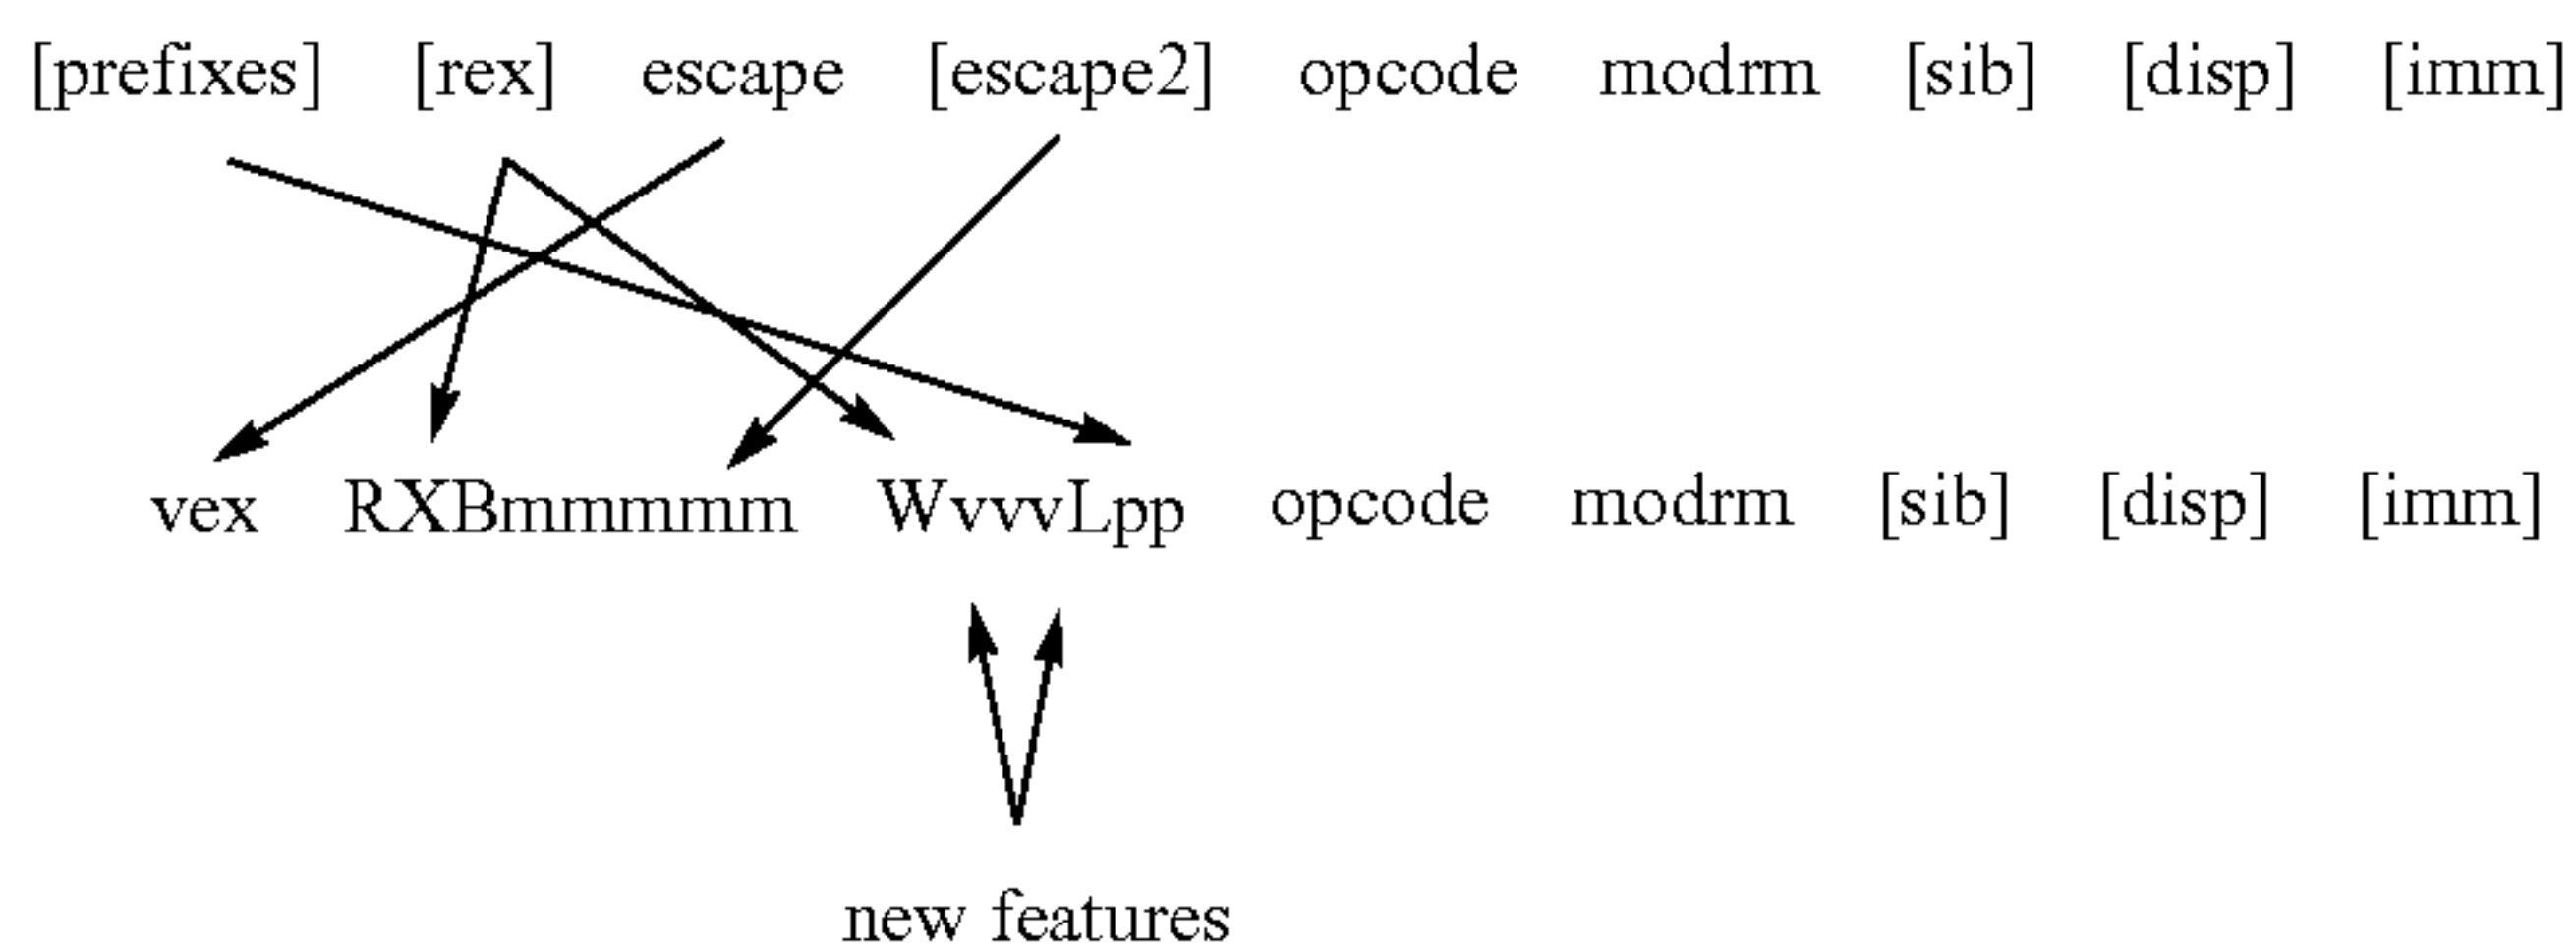 [prefixes] [rex] escape [escape2] opcode modrm [sib] [disp] [imm]
vex RXBmmmmm WvvvLpp opcode modrm [sib] [disp] [imm]
new features